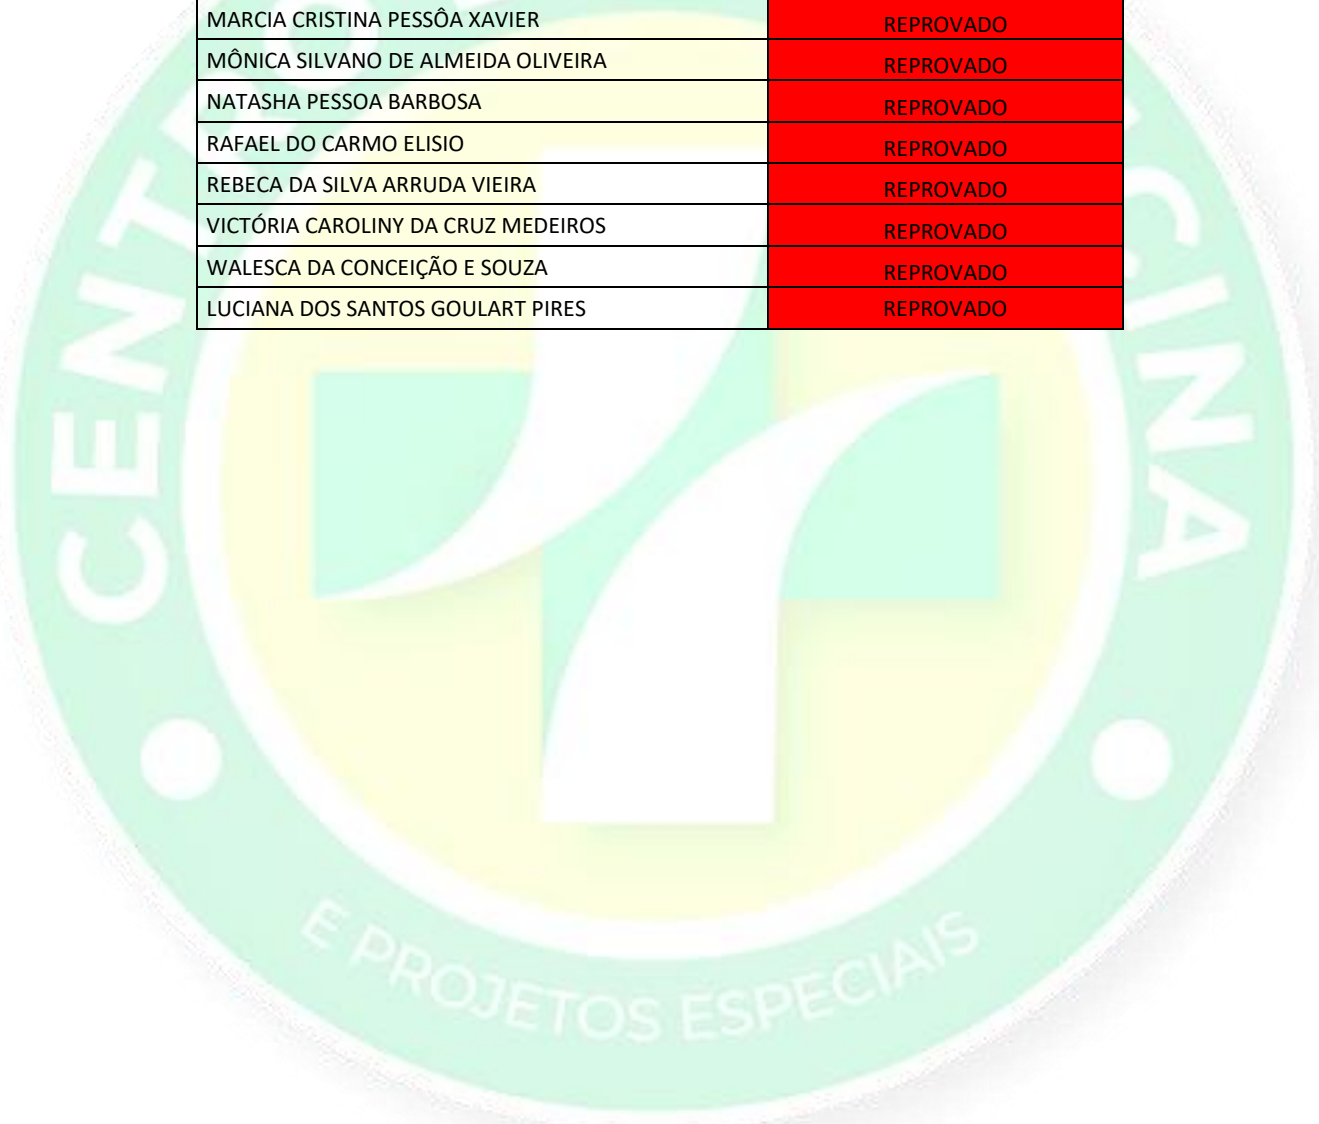 MARCIA CRISTINA PESSÔA XAVIER REPROVADO
MÔNICA SILVANO DE ALMEIDA OLIVEIRA REPROVADO
NATASHA PESSOA BARBOSA REPROVADO
RAFAEL DO CARMO ELISIO REPROVADO
REBECA DA SILVA ARRUDA VIEIRA REPROVADO
VICTÓRIA CAROLINY DA CRUZ MEDEIROS REPROVADO
WALESCA DA CONCEIÇÃO E SOUZA REPROVADO
LUCIANA DOS SANTOS GOULART PIRES REPROVADO
E PROJETOS ESPECIAIS